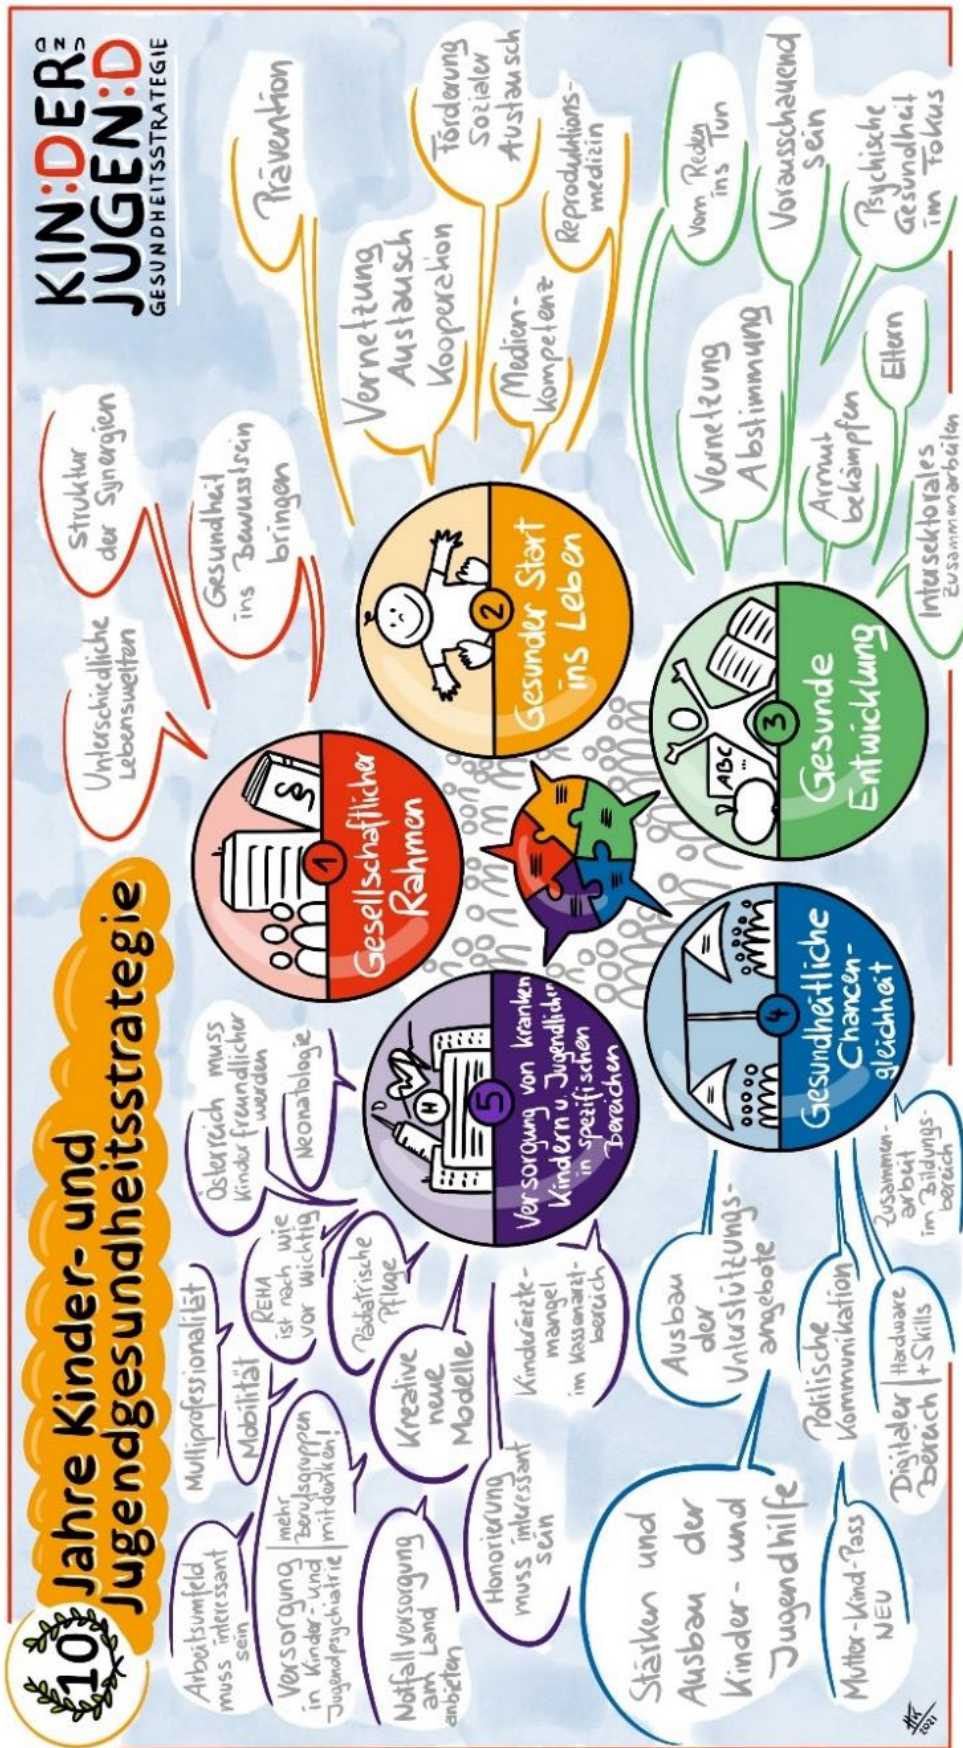 10
Jahre Kinder- und
Jugendgesundheitsstrategie
KIN:DER
UND
JUGEN:D
GESUNDHEITSSTRATEGIE
Unterschiedliche
Lebenswelten
Struktur
der Synergien
Gesundheit
ins Bewusstsein
bringen
§
1
Gesellschaftlicher
Rahmen
Prävention
Vernetzung
Austausch
Kooperation
Förderung
Sozialer
Austausch
Medien-
kompetenz
Reproduktions-
medizin
2
Gesunder Start
ins Leben
Vom Reden
ins Tun
Vernetzung
Abstimmung
Vorausschauend
sein
Armut
bekämpfen
Psychische
Gesundheit
im Fokus
Eltern
Intersektorales
Zusammenarbeiten
ABC
...
3
Gesunde
Entwicklung
4
Gesundheitliche
Chancen-
gleichheit
Ausbau
der
Unterstützungs-
angebote
Stärken und
Ausbau der
Kinder- und
Jugendhilfe
Politische
Kommunikation
Mutter-Kind-Pass
NEU
Digitaler
Bereich
Hardware
+ Skills
Zusammen-
arbeit
im Bildungs-
bereich
H
5
Versorgung von kranken
Kindern u. Jugendlichen
in spezifischen
Bereichen
Österreich muss
Kinderfreundlicher
werden
Neonatologie
Multiprofessionalität
REHA
ist nach wie
vor wichtig
Mobilität
Pädatrische
Pflege
Arbeitsumfeld
muss interessant
sein
Versorgung
in Kinder- und
Jugendpsychiatrie
mehr
Berufsgruppen
mitdenken!
Kreative
neue
Modelle
Notfallversorgung
am Land
anbieten
Kinderärzte-
mangel
im Kassenarzt-
bereich
Honorierung
muss interessant
sein
2021